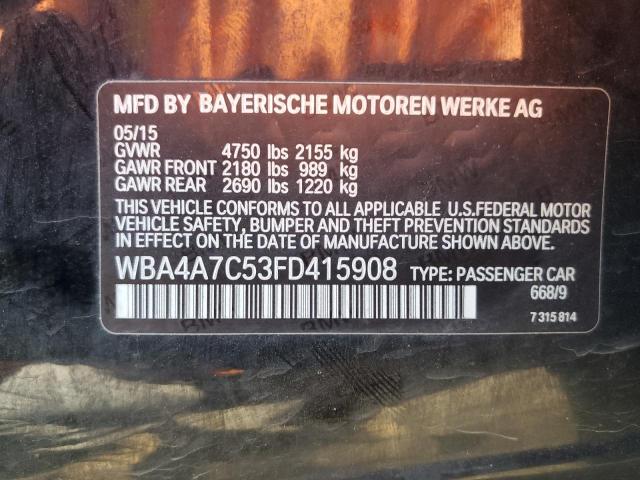 MFD BY BAYERISCHE MOTOREN WERKE AG
05/15
GVWR 4750 lbs 2155 kg
GAWR FRONT 2180 lbs 989 kg
GAWR REAR 2690 lbs 1220 kg
THIS VEHICLE CONFORMS TO ALL APPLICABLE U.S.FEDERAL MOTOR
VEHICLE SAFETY, BUMPER AND THEFT PREVENTION STANDARDS
IN EFFECT ON THE DATE OF MANUFACTURE SHOWN ABOVE.
WBA4A7C53FD415908 TYPE: PASSENGER CAR
668/9
7 315 814